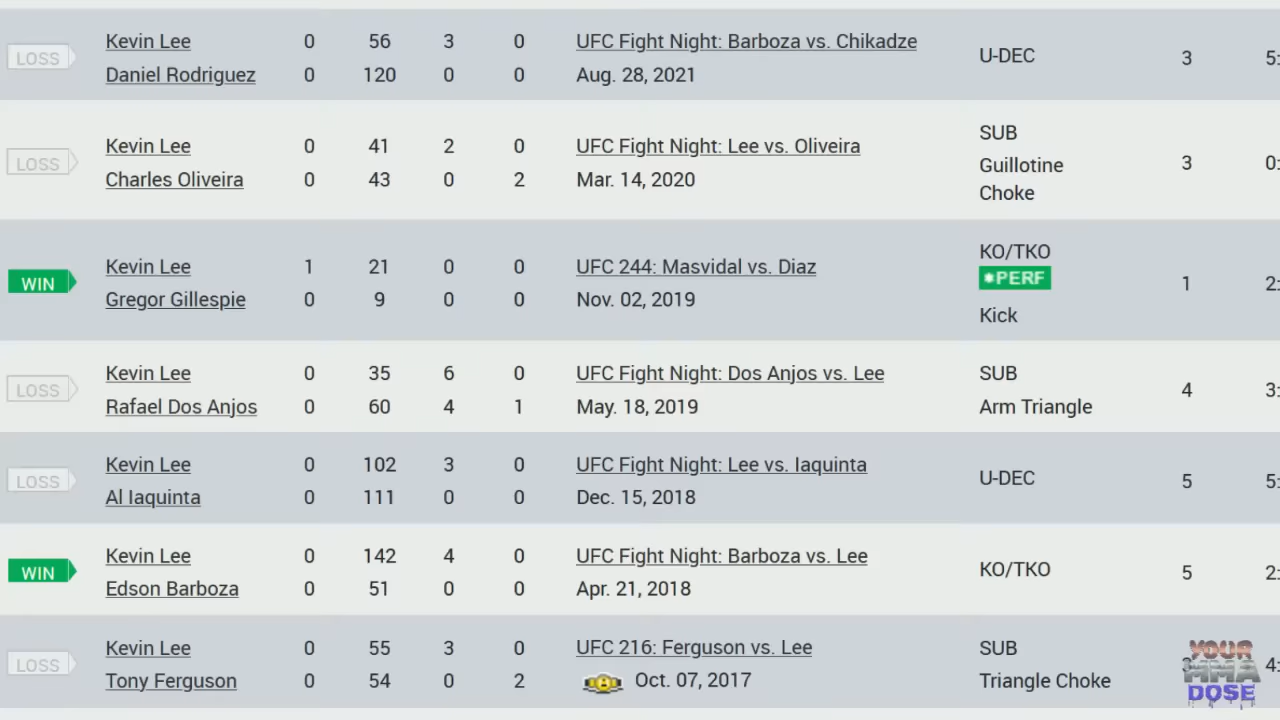 LOSS Kevin Lee 0 56 3 0 UFC Fight Night: Barboza vs. Chikadze U-DEC 3 5:
Daniel Rodriguez 0 120 0 0 Aug. 28, 2021
LOSS Kevin Lee 0 41 2 0 UFC Fight Night: Lee vs. Oliveira SUB 3 0:
Charles Oliveira 0 43 0 2 Mar. 14, 2020 Guillotine
Choke
WIN Kevin Lee 1 21 0 0 UFC 244: Masvidal vs. Diaz KO/TKO 1 2:
PERF
Gregor Gillespie 0 9 0 0 Nov. 02, 2019 Kick
LOSS Kevin Lee 0 35 6 0 UFC Fight Night: Dos Anjos vs. Lee SUB 4 3:
Rafael Dos Anjos 0 60 4 1 May. 18, 2019 Arm Triangle
LOSS Kevin Lee 0 102 3 0 UFC Fight Night: Lee vs. Iaquinta U-DEC 5 5:
Al Iaquinta 0 111 0 0 Dec. 15, 2018
WIN Kevin Lee 0 142 4 0 UFC Fight Night: Barboza vs. Lee KO/TKO 5 2:
Edson Barboza 0 51 0 0 Apr. 21, 2018
LOSS Kevin Lee 0 55 3 0 UFC 216: Ferguson vs. Lee SUB 3 4:
Tony Ferguson 0 54 0 2 Oct. 07, 2017 Triangle Choke
YOUR
MMA
DOSE